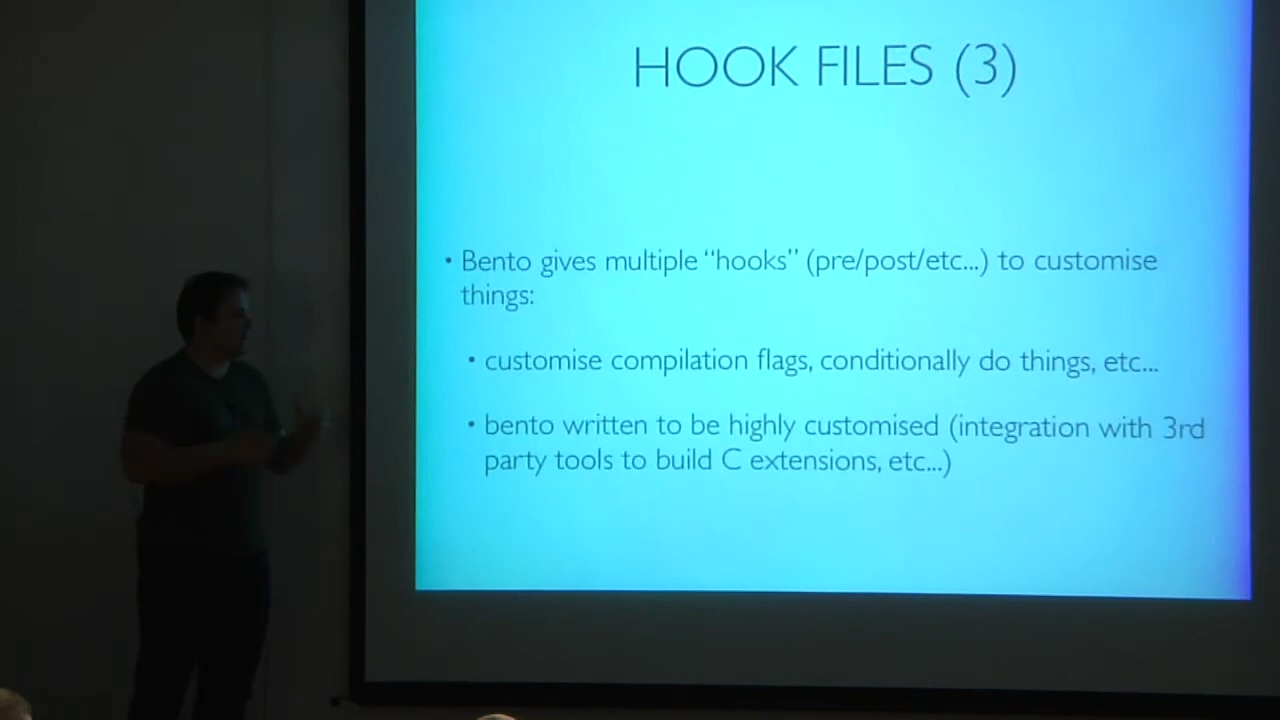 HOOK FILES (3)
• Bento gives multiple “hooks” (pre/post/etc...) to customise
things:
• customise compilation flags, conditionally do things, etc...
• bento written to be highly customised (integration with 3rd
party tools to build C extensions, etc...)